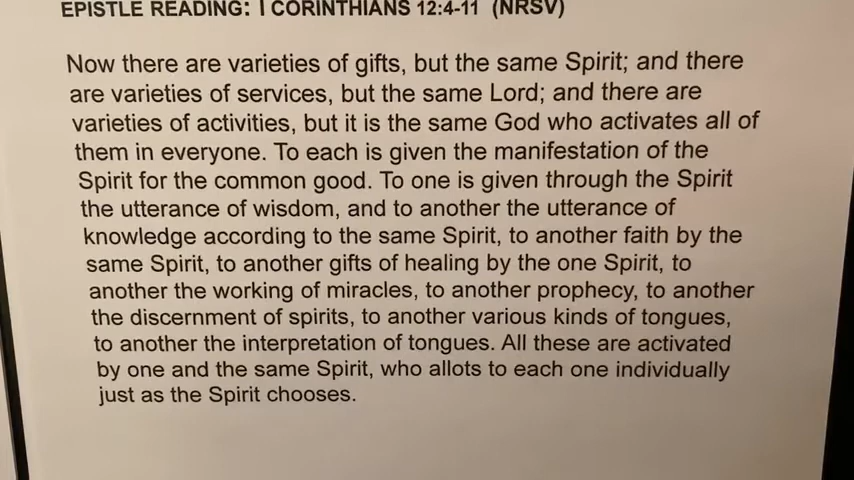 EPISTLE READING: I CORINTHIANS 12:4-11 (NRSV)
Now there are varieties of gifts, but the same Spirit; and there
are varieties of services, but the same Lord; and there are
varieties of activities, but it is the same God who activates all of
them in everyone. To each is given the manifestation of the
Spirit for the common good. To one is given through the Spirit
the utterance of wisdom, and to another the utterance of
knowledge according to the same Spirit, to another faith by the
same Spirit, to another gifts of healing by the one Spirit, to
another the working of miracles, to another prophecy, to another
the discernment of spirits, to another various kinds of tongues,
to another the interpretation of tongues. All these are activated
by one and the same Spirit, who allots to each one individually
just as the Spirit chooses.